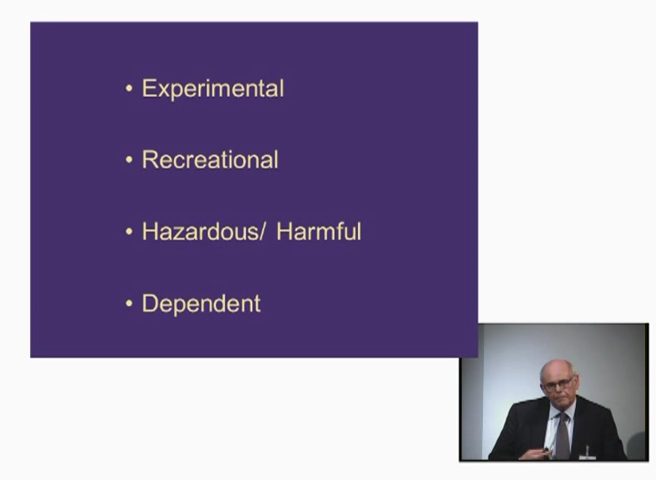 • Experimental
• Recreational
• Hazardous/ Harmful
• Dependent